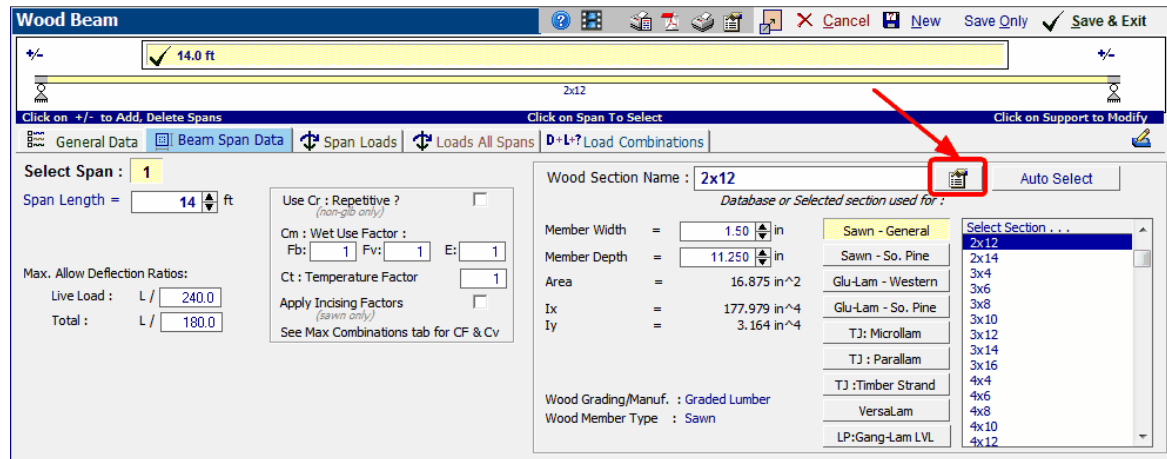 Wood Beam
Cancel New Save Only Save & Exit
+/- 14.0 ft +/-
2x12
Click on +/- to Add, Delete Spans Click on Span To Select Click on Support to Modify
General Data Beam Span Data Span Loads Loads All Spans D+L+? Load Combinations
Select Span : 1
Span Length = 14 ft
Max. Allow Deflection Ratios:
Live Load : L / 240.0
Total : L / 180.0
Use Cr : Repetitive ?
(non-glb only)
Cm : Wet Use Factor :
Fb: 1 Fv: 1 E: 1
Ct : Temperature Factor 1
Apply Incising Factors
(sawn only)
See Max Combinations tab for CF & Cv
Wood Section Name : 2x12 Auto Select
Database or Selected section used for :
Member Width = 1.50 in
Member Depth = 11.250 in
Area = 16.875 in^2
Ix = 177.979 in^4
Iy = 3.164 in^4
Wood Grading/Manuf. : Graded Lumber
Wood Member Type : Sawn
Sawn - General
Sawn - So. Pine
Glu-Lam - Western
Glu-Lam - So. Pine
TJ: Microllam
TJ : Parallam
TJ :Timber Strand
VersaLam
LP:Gang-Lam LVL
Select Section . . .
2x12
2x14
3x4
3x6
3x8
3x10
3x12
3x14
3x16
4x4
4x6
4x8
4x10
4x12